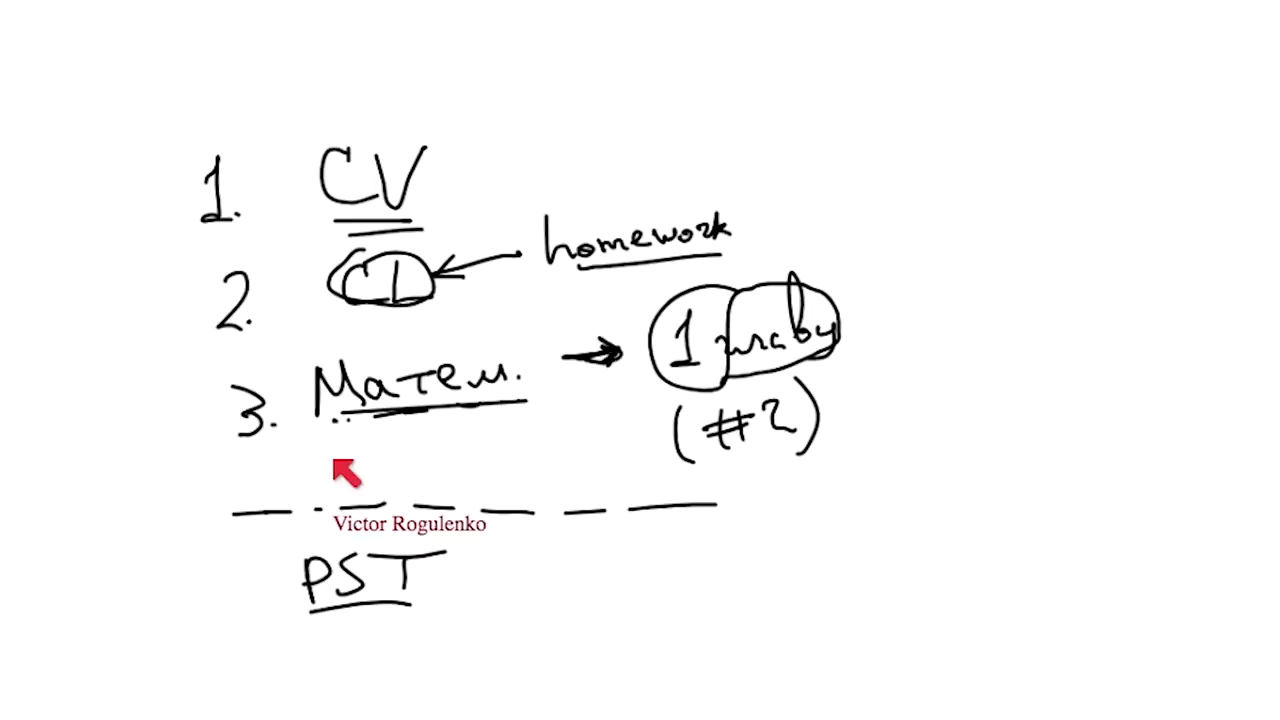 1. CV
2. CL ← homework
3. Матем. → 1 главу
(#2)
Victor Rogulenko
PST